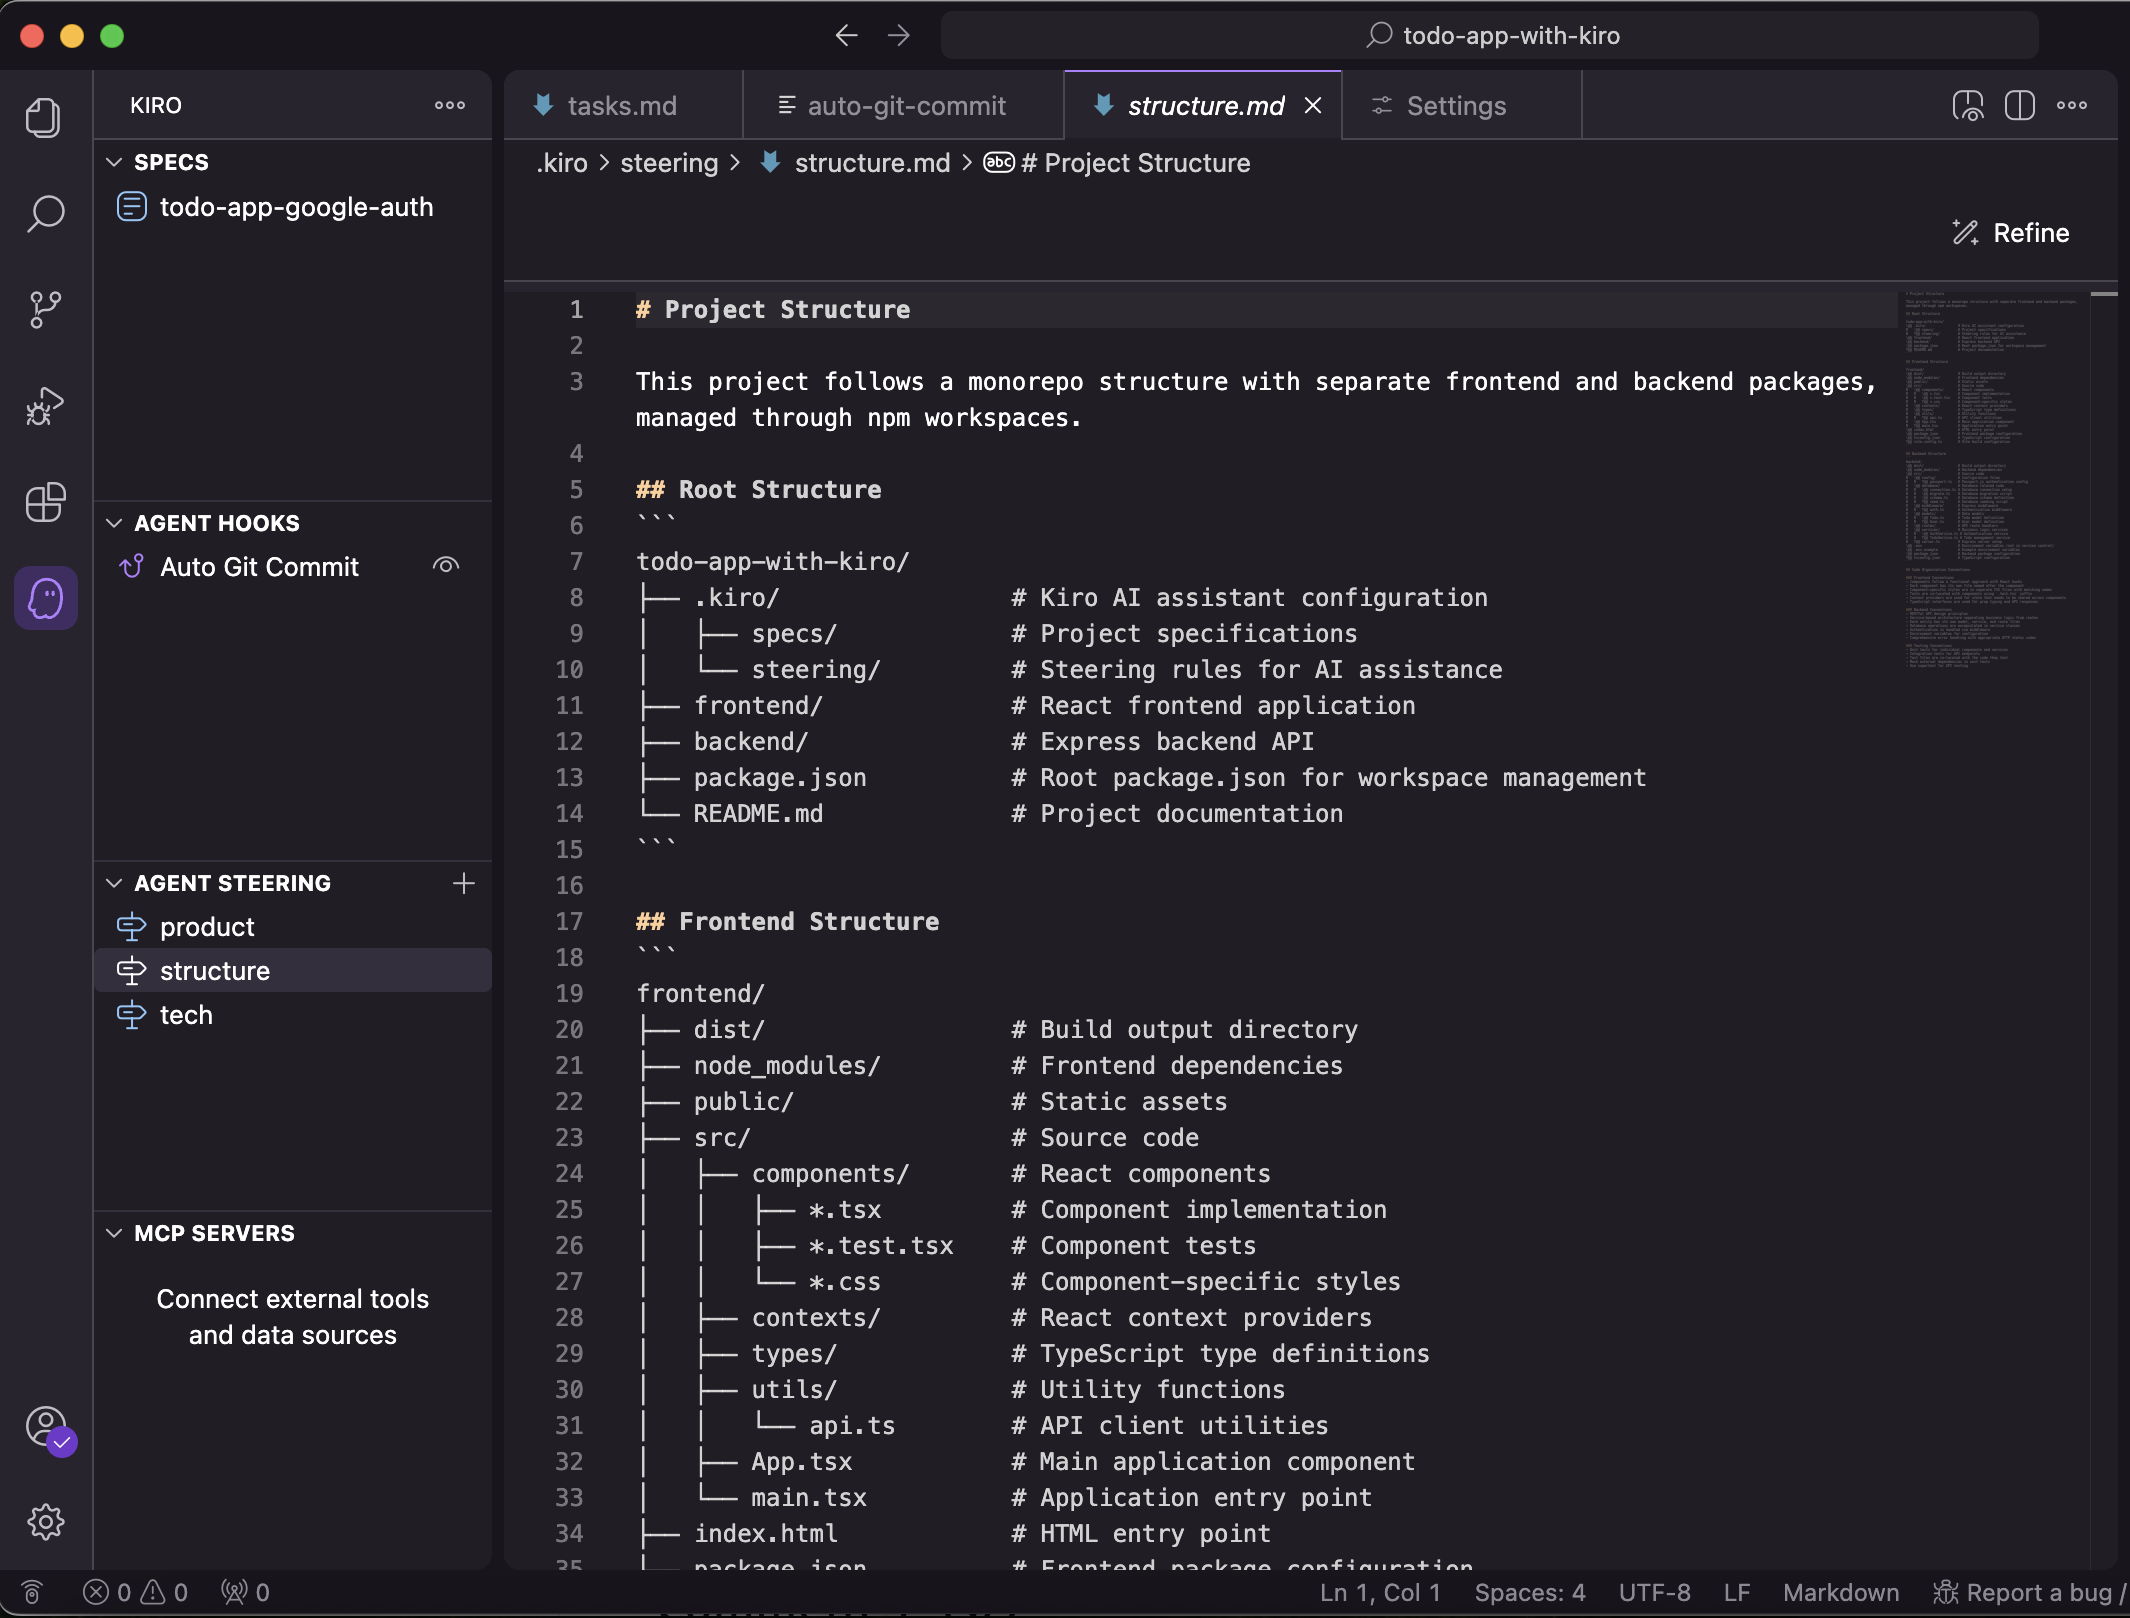 todo-app-with-kiro
KIRO
tasks.md
auto-git-commit
structure.md
Settings
SPECS
todo-app-google-auth
AGENT HOOKS
Auto Git Commit
AGENT STEERING
product
structure
tech
MCP SERVERS
Connect external tools
and data sources
.kiro > steering > structure.md > abc # Project Structure
Refine
1 # Project Structure
2
3 This project follows a monorepo structure with separate frontend and backend packages,
managed through npm workspaces.
4
5 ## Root Structure
6 ```
7 todo-app-with-kiro/
8 ├── .kiro/ # Kiro AI assistant configuration
9 │   ├── specs/ # Project specifications
10 │   └── steering/ # Steering rules for AI assistance
11 ├── frontend/ # React frontend application
12 ├── backend/ # Express backend API
13 ├── package.json # Root package.json for workspace management
14 └── README.md # Project documentation
15 ```
16
17 ## Frontend Structure
18 ```
19 frontend/
20 ├── dist/ # Build output directory
21 ├── node_modules/ # Frontend dependencies
22 ├── public/ # Static assets
23 ├── src/ # Source code
24 │   ├── components/ # React components
25 │   │   ├── *.tsx # Component implementation
26 │   │   ├── *.test.tsx # Component tests
27 │   │   └── *.css # Component-specific styles
28 │   ├── contexts/ # React context providers
29 │   ├── types/ # TypeScript type definitions
30 │   ├── utils/ # Utility functions
31 │   │   └── api.ts # API client utilities
32 │   ├── App.tsx # Main application component
33 │   └── main.tsx # Application entry point
34 ├── index.html # HTML entry point
35 ├── package.json # Frontend package configuration
0 0 0
Ln 1, Col 1 Spaces: 4 UTF-8 LF Markdown Report a bug /